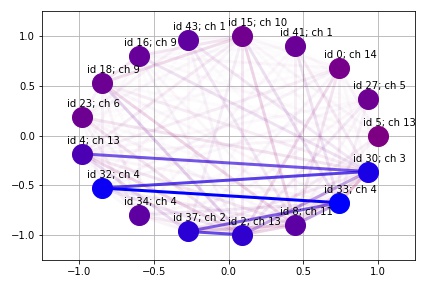 id 43; ch 1
id 15; ch 10
id 16; ch 9
id 41; ch 1
id 18; ch 9
id 0; ch 14
id 23; ch 6
id 27; ch 5
id 4; ch 13
id 5; ch 13
id 32; ch 4
id 30; ch 3
id 34; ch 4
id 33; ch 4
id 37; ch 2
id 2; ch 13
id 8; ch 11
1.0
0.5
0.0
−0.5
−1.0
−1.0
−0.5
0.0
0.5
1.0